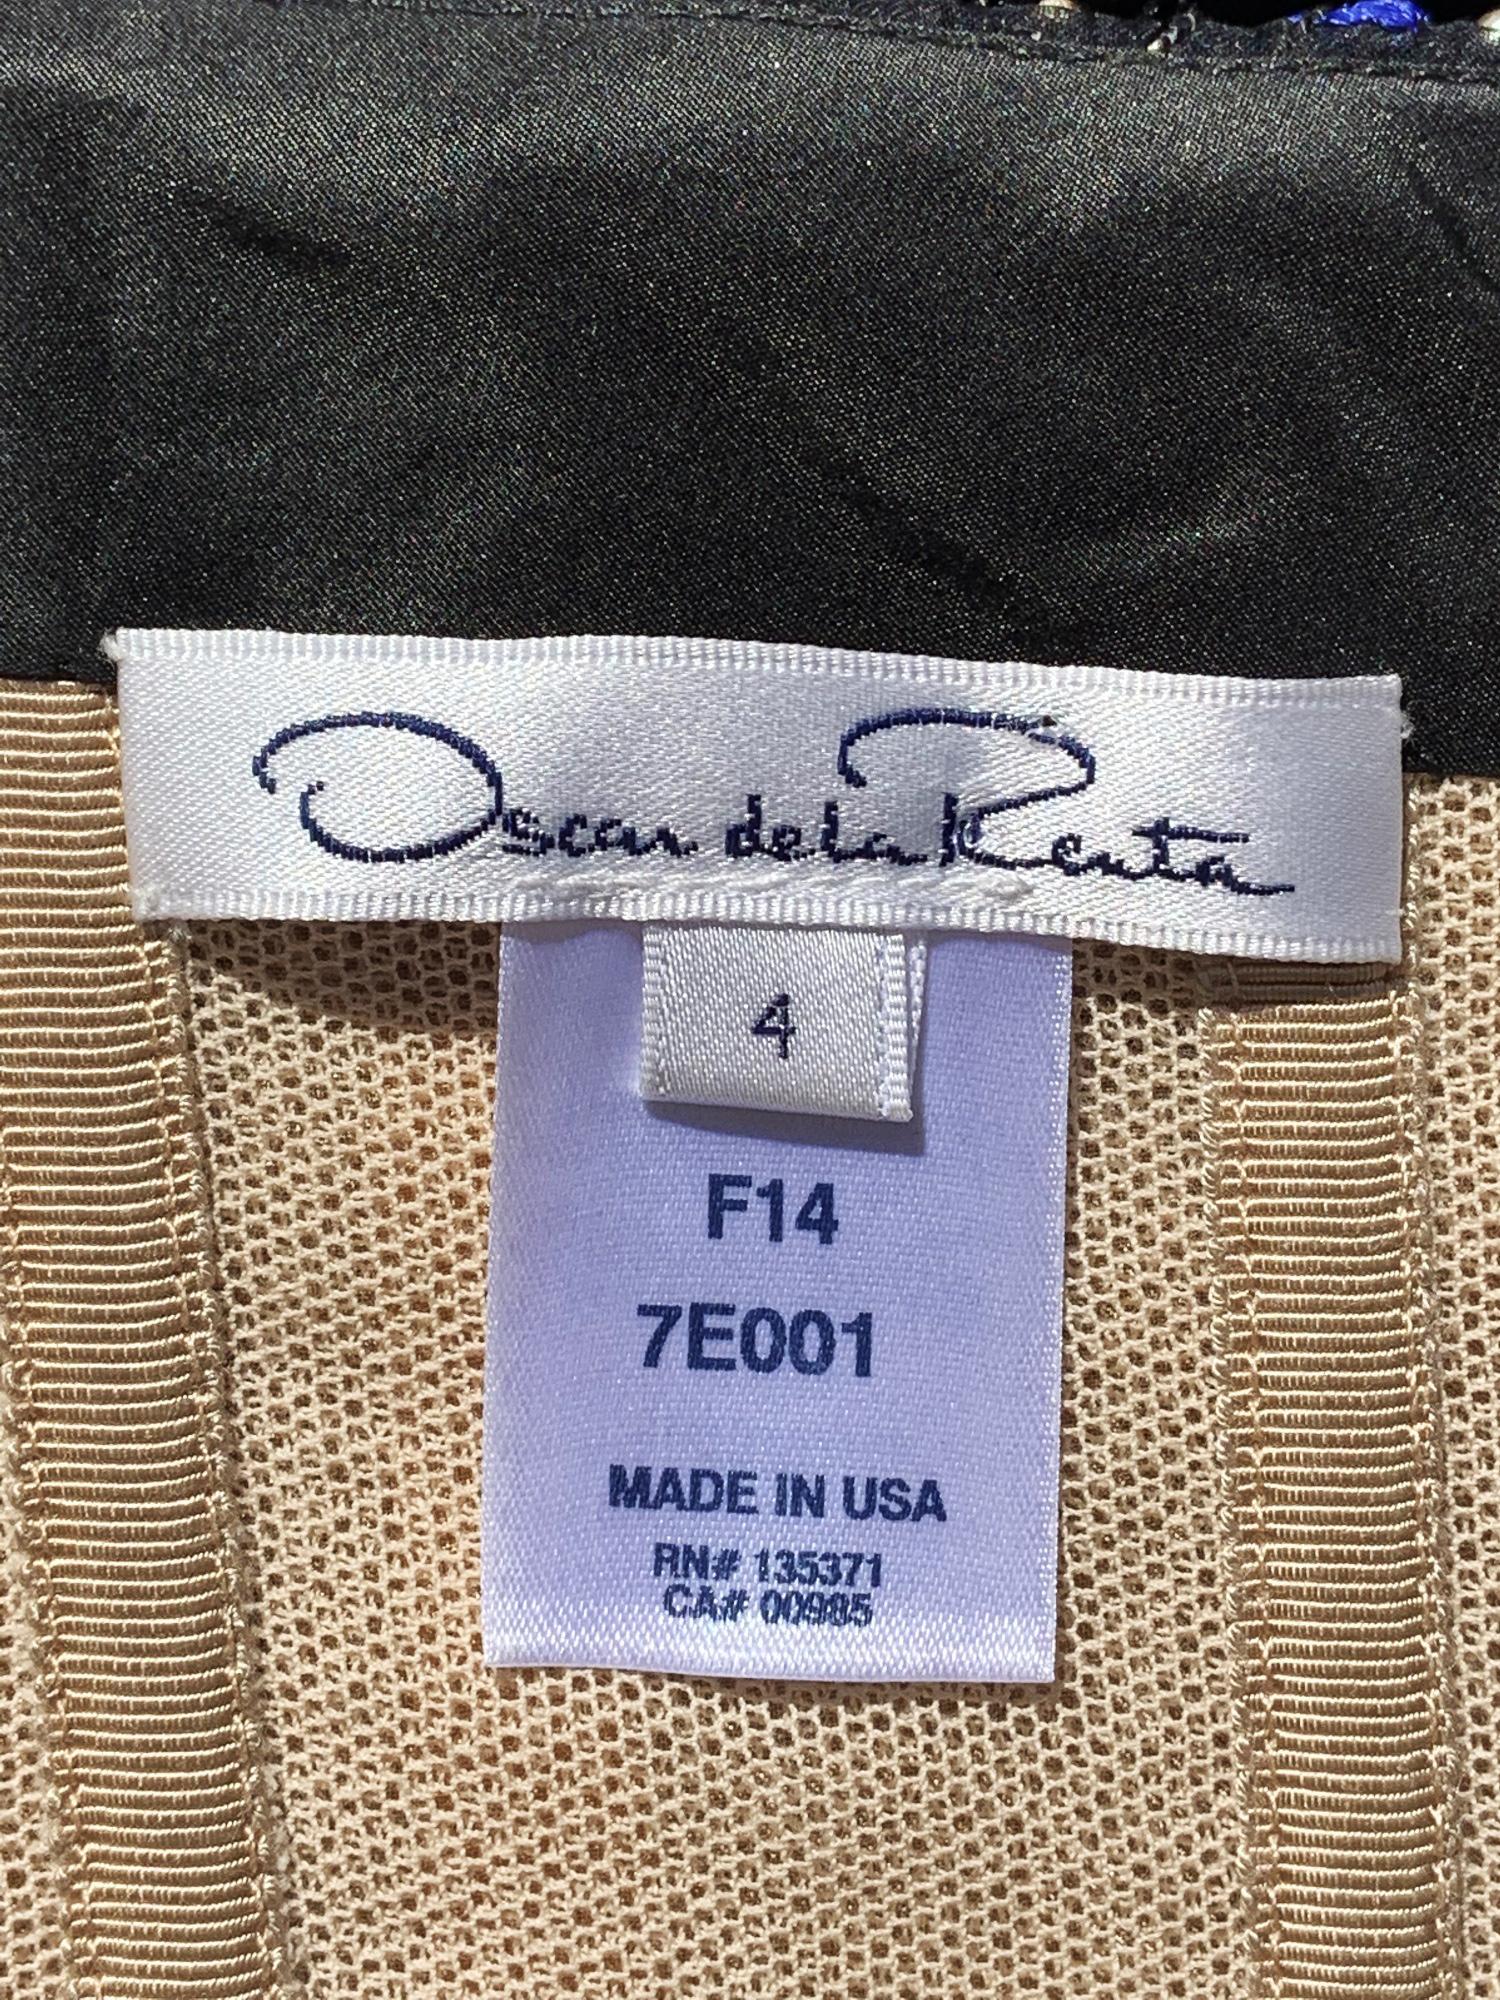 Oscar de la Renta
4
F14
7E001
MADE IN USA
RN# 135371
CA# 00985